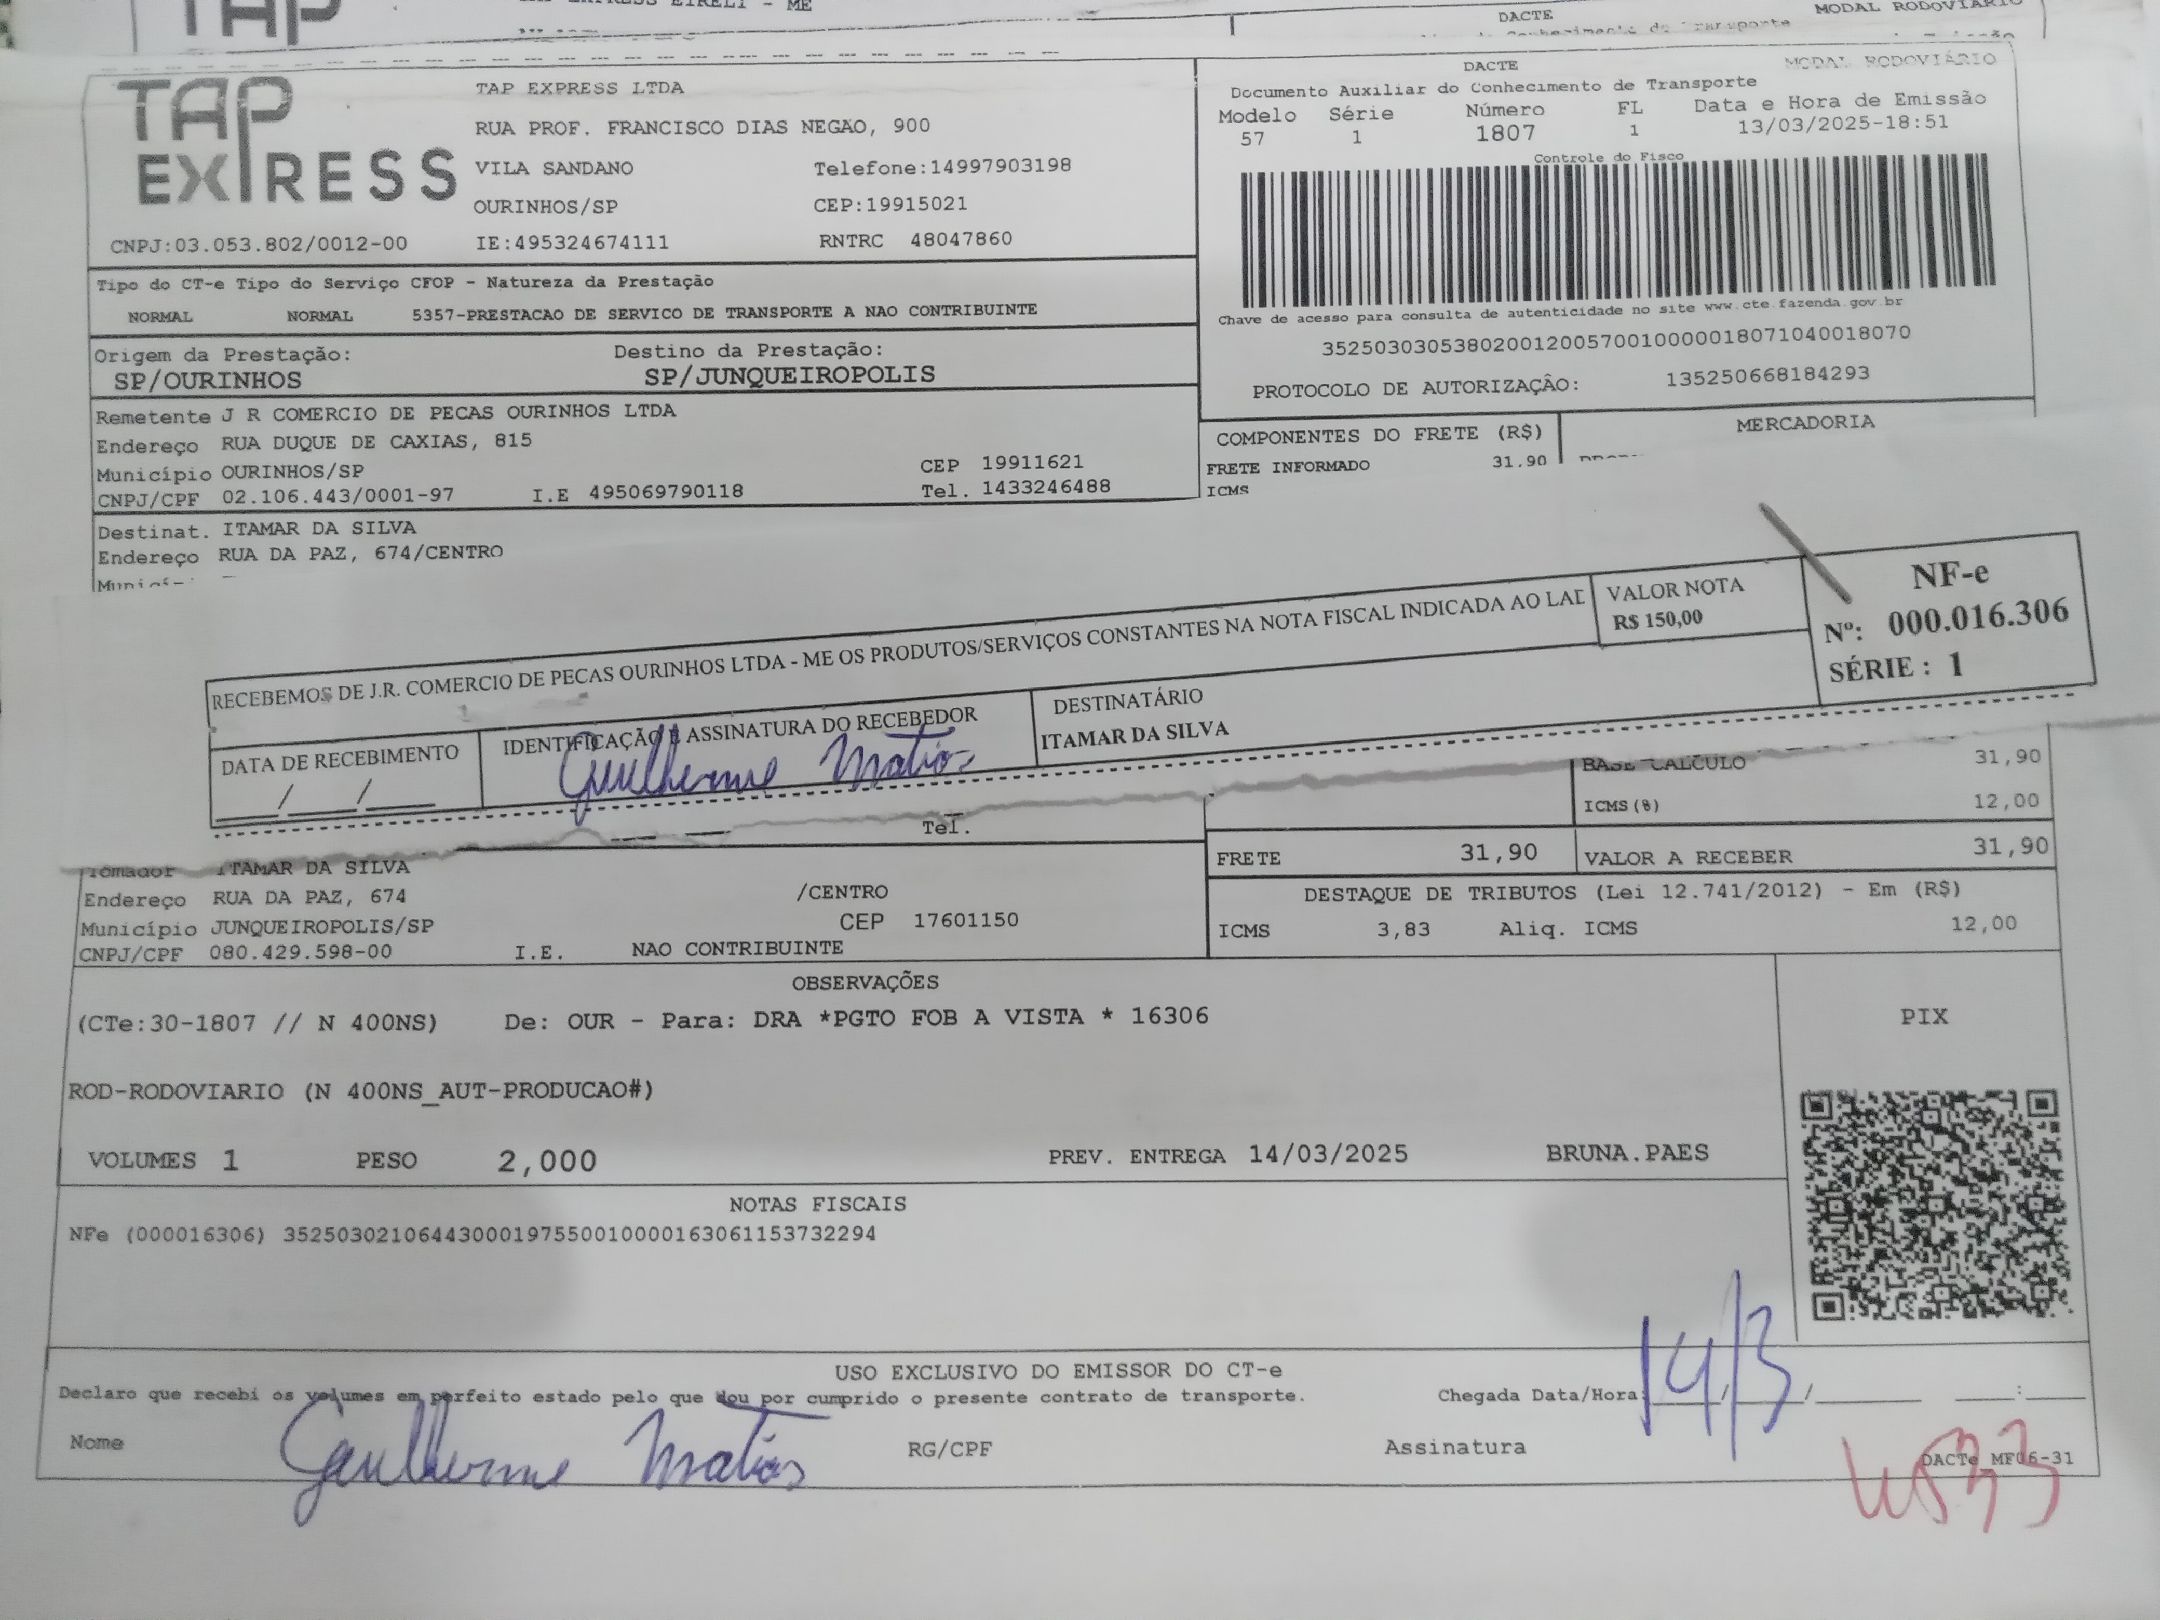 TAP EXPRESS EIRELI - ME
DACTE
MODAL RODOVIÁRIO
TAP
EXPRESS
TAP EXPRESS LTDA
RUA PROF. FRANCISCO DIAS NEGAO, 900
VILA SANDANO Telefone:14997903198
OURINHOS/SP CEP:19915021
CNPJ:03.053.802/0012-00 IE:495324674111 RNTRC 48047860
DACTE MODAL RODOVIÁRIO
Documento Auxiliar do Conhecimento de Transporte
Modelo Série Número FL Data e Hora de Emissão
57 1 1807 1 13/03/2025-18:51
Controle do Fisco
Chave de acesso para consulta de autenticidade no site www.cte.fazenda.gov.br
35250303053802001200570010000018071040018070
PROTOCOLO DE AUTORIZAÇÃO: 135250668184293
Tipo do CT-e Tipo do Serviço CFOP - Natureza da Prestação
NORMAL NORMAL 5357-PRESTACAO DE SERVICO DE TRANSPORTE A NAO CONTRIBUINTE
Origem da Prestação: Destino da Prestação:
SP/OURINHOS SP/JUNQUEIROPOLIS
Remetente J R COMERCIO DE PECAS OURINHOS LTDA
Endereço RUA DUQUE DE CAXIAS, 815
Município OURINHOS/SP CEP 19911621
CNPJ/CPF 02.106.443/0001-97 I.E 495069790118 Tel. 1433246488
COMPONENTES DO FRETE (R$) MERCADORIA
FRETE INFORMADO 31.90
ICMS
Destinat. ITAMAR DA SILVA
Endereço RUA DA PAZ, 674/CENTRO
RECEBEMOS DE J.R. COMERCIO DE PECAS OURINHOS LTDA - ME OS PRODUTOS/SERVIÇOS CONSTANTES NA NOTA FISCAL INDICADA AO LAD
VALOR NOTA
R$ 150,00
NF-e
Nº: 000.016.306
SÉRIE : 1
DATA DE RECEBIMENTO
__/__/__
IDENTIFICAÇÃO E ASSINATURA DO RECEBEDOR
Guilherme Matias
DESTINATÁRIO
ITAMAR DA SILVA
BASE CALCULO 31,90
ICMS(%) 12,00
Tel.
FRETE 31,90 VALOR A RECEBER 31,90
Tomador ITAMAR DA SILVA
Endereço RUA DA PAZ, 674 /CENTRO
Município JUNQUEIROPOLIS/SP CEP 17601150
CNPJ/CPF 080.429.598-00 I.E. NAO CONTRIBUINTE
DESTAQUE DE TRIBUTOS (Lei 12.741/2012) - Em (R$)
ICMS 3,83 Aliq. ICMS 12,00
OBSERVAÇÕES
(CTe:30-1807 // N 400NS) De: OUR - Para: DRA *PGTO FOB A VISTA * 16306
PIX
ROD-RODOVIARIO (N 400NS_AUT-PRODUCAO#)
VOLUMES 1 PESO 2,000 PREV. ENTREGA 14/03/2025 BRUNA.PAES
NOTAS FISCAIS
NFe (000016306) 35250302106443000197550010000163061153732294
USO EXCLUSIVO DO EMISSOR DO CT-e
Declaro que recebi os volumes em perfeito estado pelo que dou por cumprido o presente contrato de transporte.
Chegada Data/Hora: 14/3/
Nome Guilherme Matias RG/CPF Assinatura
DACTe MF06-31